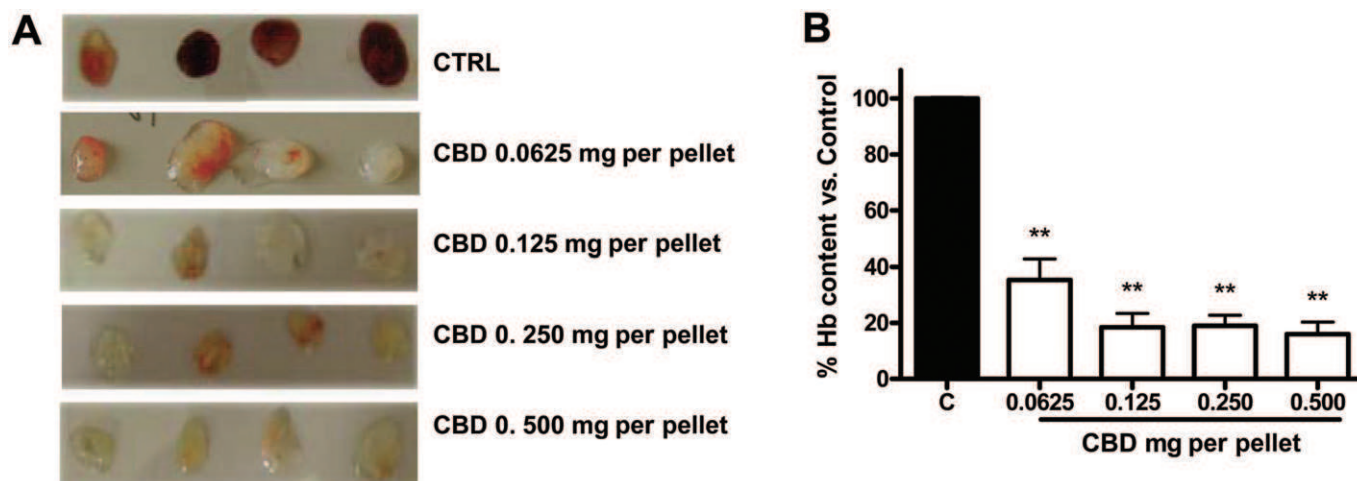 A
CTRL
CBD 0.0625 mg per pellet
CBD 0.125 mg per pellet
CBD 0. 250 mg per pellet
CBD 0. 500 mg per pellet
B
% Hb content vs. Control
100
80
60
40
20
0
**
**
**
**
C 0.0625 0.125 0.250 0.500
CBD mg per pellet